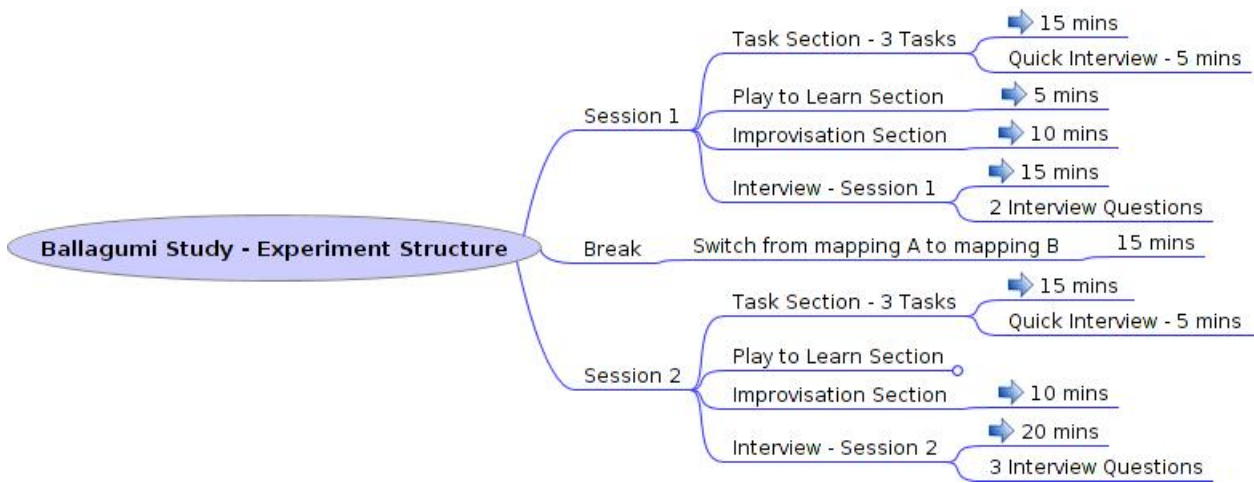 Ballagumi Study - Experiment Structure
Session 1
Task Section - 3 Tasks
15 mins
Quick Interview - 5 mins
Play to Learn Section
5 mins
Improvisation Section
10 mins
Interview - Session 1
15 mins
2 Interview Questions
Break
Switch from mapping A to mapping B
15 mins
Session 2
Task Section - 3 Tasks
15 mins
Quick Interview - 5 mins
Play to Learn Section
Improvisation Section
10 mins
Interview - Session 2
20 mins
3 Interview Questions